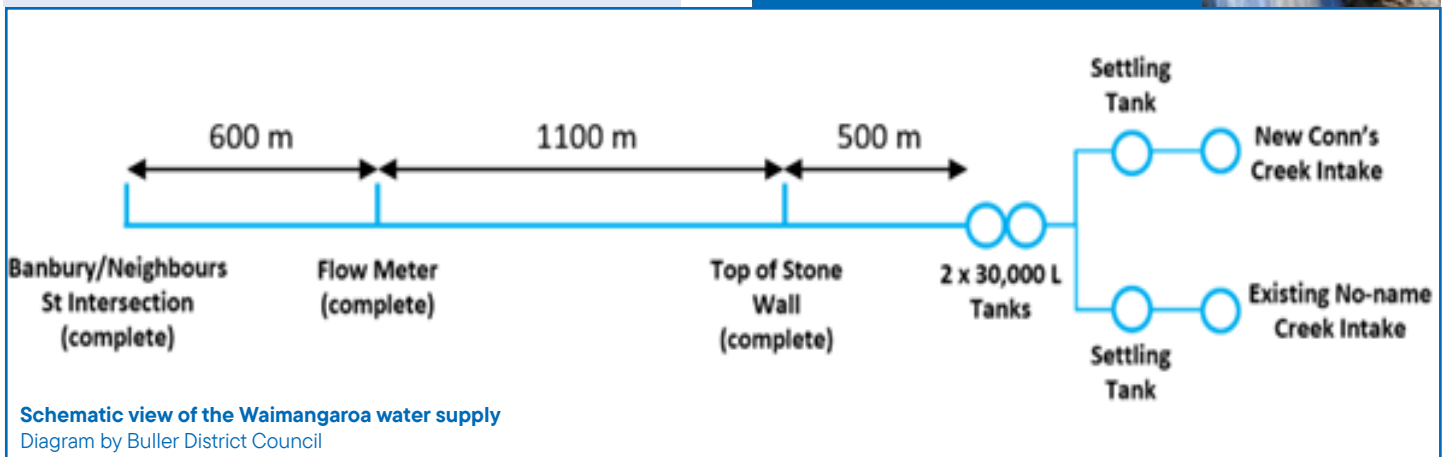 600 m
1100 m
500 m
Settling
Tank
New Conn's
Creek Intake
Banbury/Neighbours
St Intersection
(complete)
Flow Meter
(complete)
Top of Stone
Wall
(complete)
2 x 30,000 L
Tanks
Existing No-name
Creek Intake
Settling
Tank
Schematic view of the Waimangaroa water supply
Diagram by Buller District Council